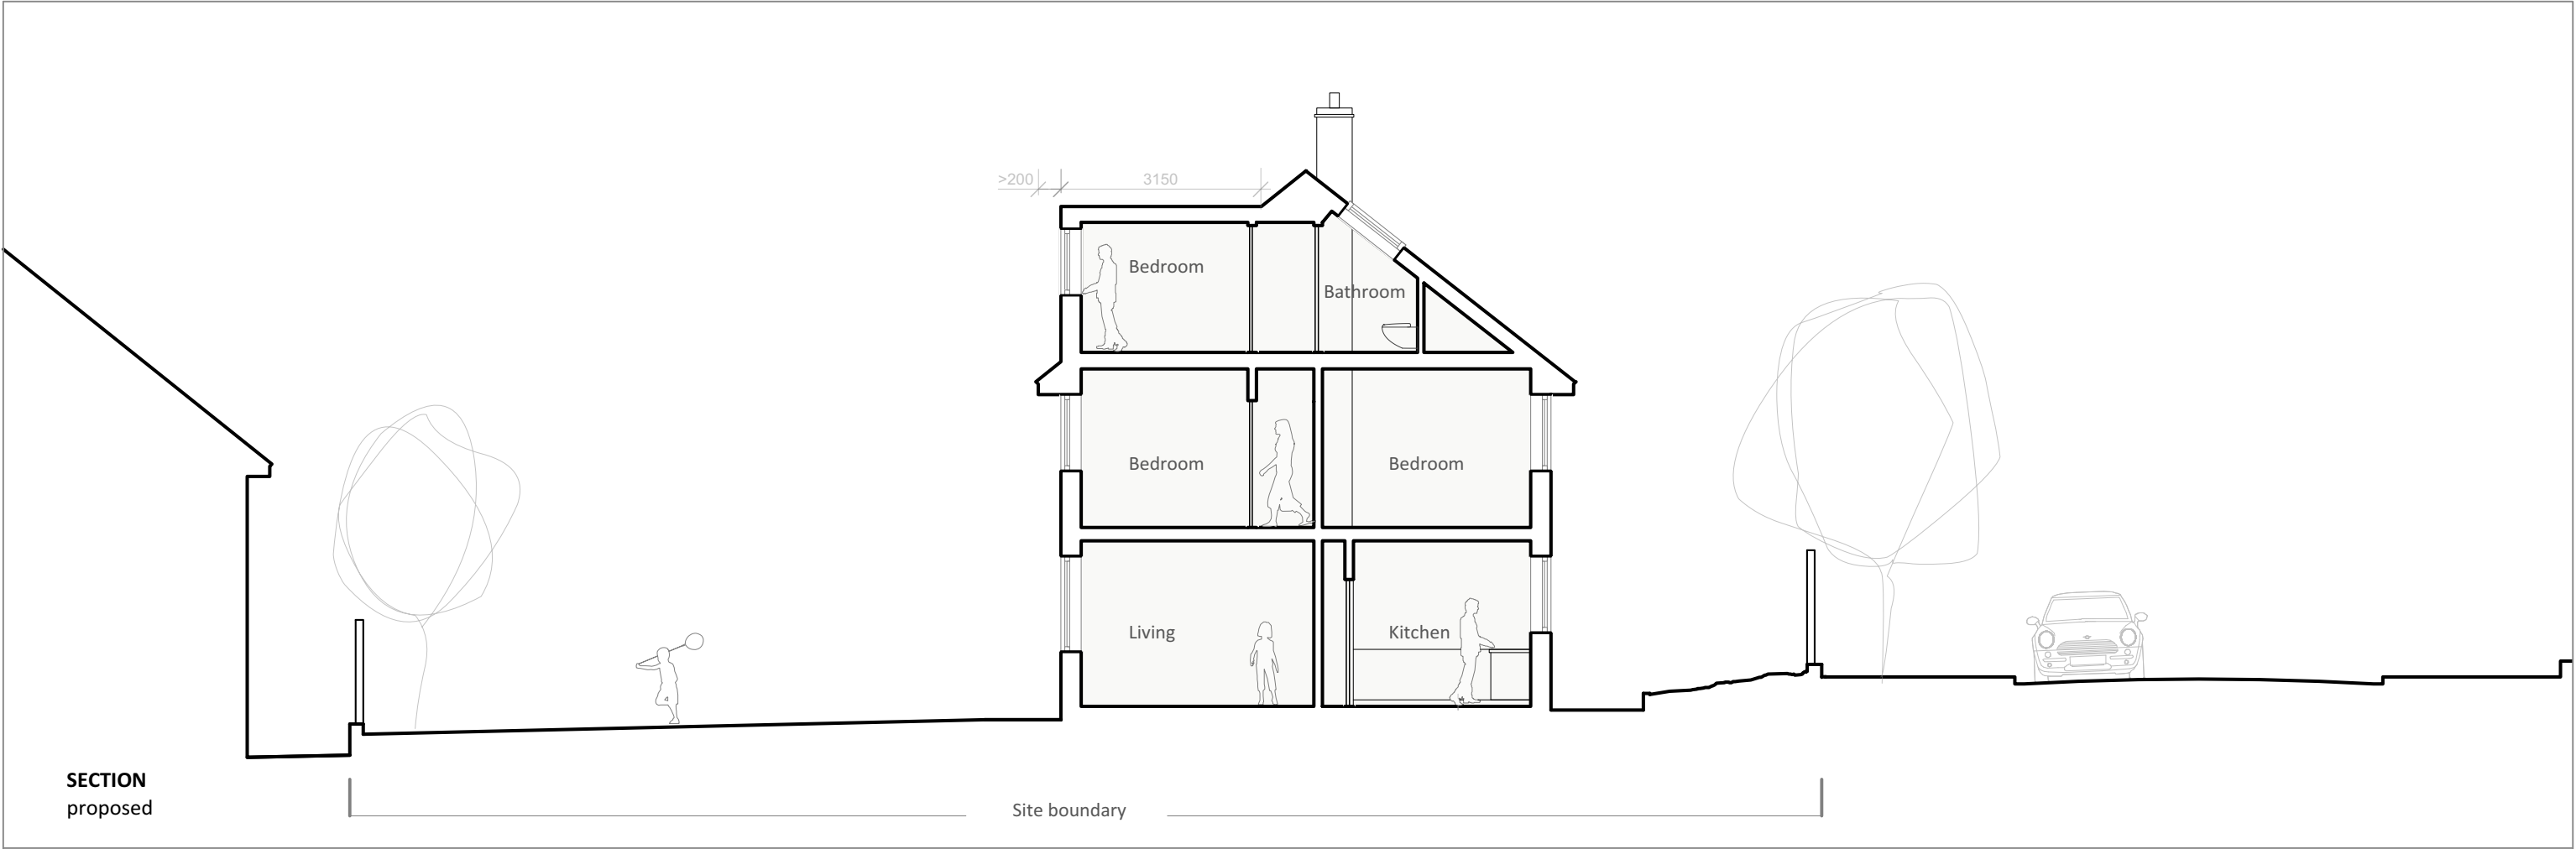 >200
3150
Bedroom
Bathroom
Bedroom
Bedroom
Living
Kitchen
SECTION
proposed
Site boundary